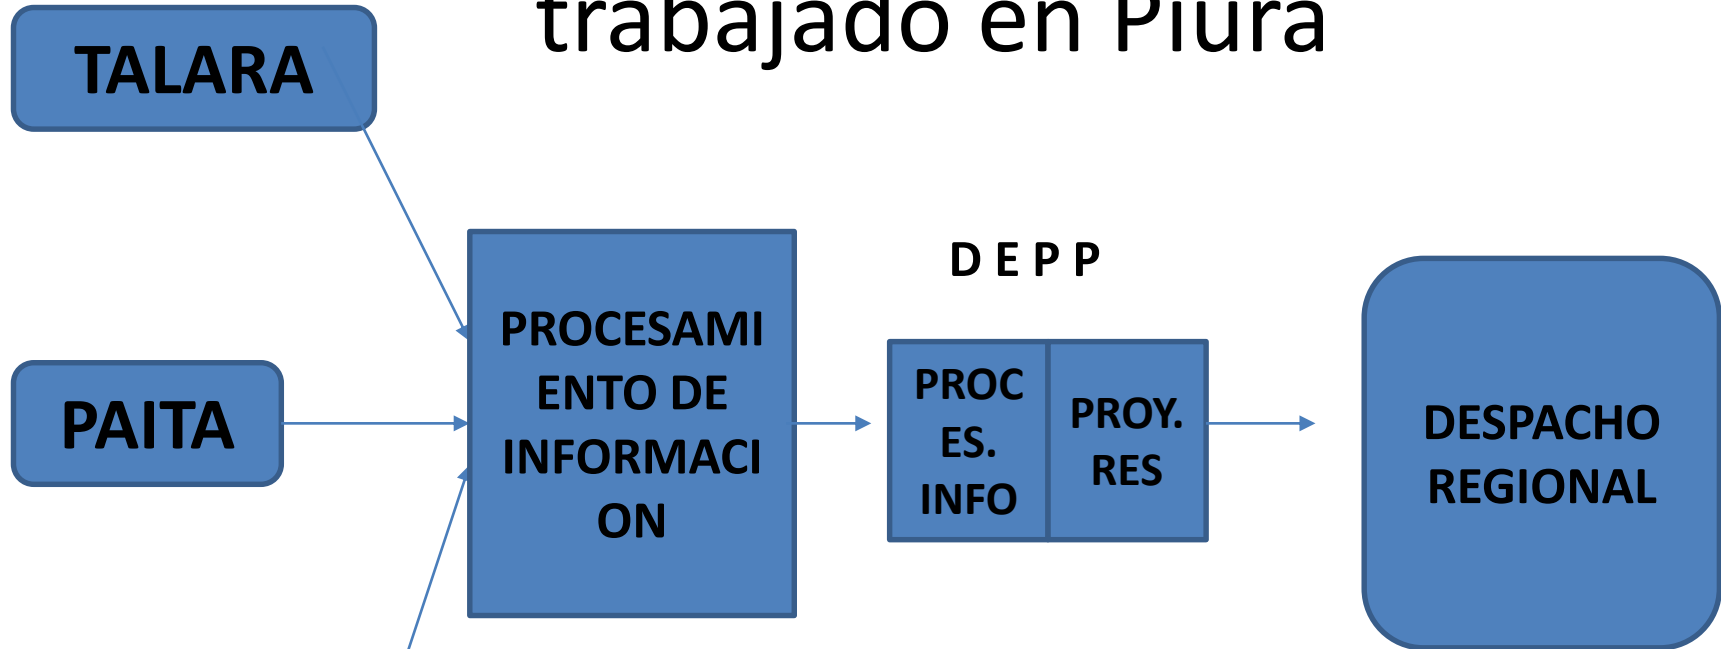 trabajado en Piura
TALARA
PAITA
PROCESAMI
ENTO DE
INFORMACI
ON
D E P P
PROC
ES.
INFO
PROY.
RES
DESPACHO
REGIONAL